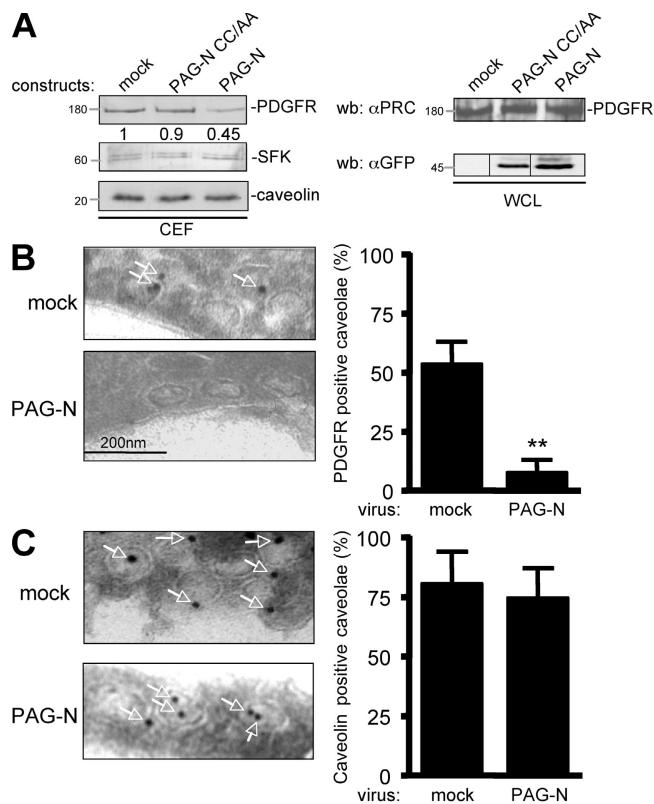 A
constructs: mock PAG-N CC/AA PAG-N
180 -PDGFR
1 0.9 0.45
60 -SFK
20 -caveolin
CEF
mock PAG-N CC/AA PAG-N
wb: αPRC 180 -PDGFR
wb: αGFP 45
WCL
B
mock
PAG-N
200nm
PDGFR positive caveolae (%)
100
75
50
25
0
**
virus: mock PAG-N
C
mock
PAG-N
Caveolin positive caveolae (%)
100
75
50
25
0
virus: mock PAG-N